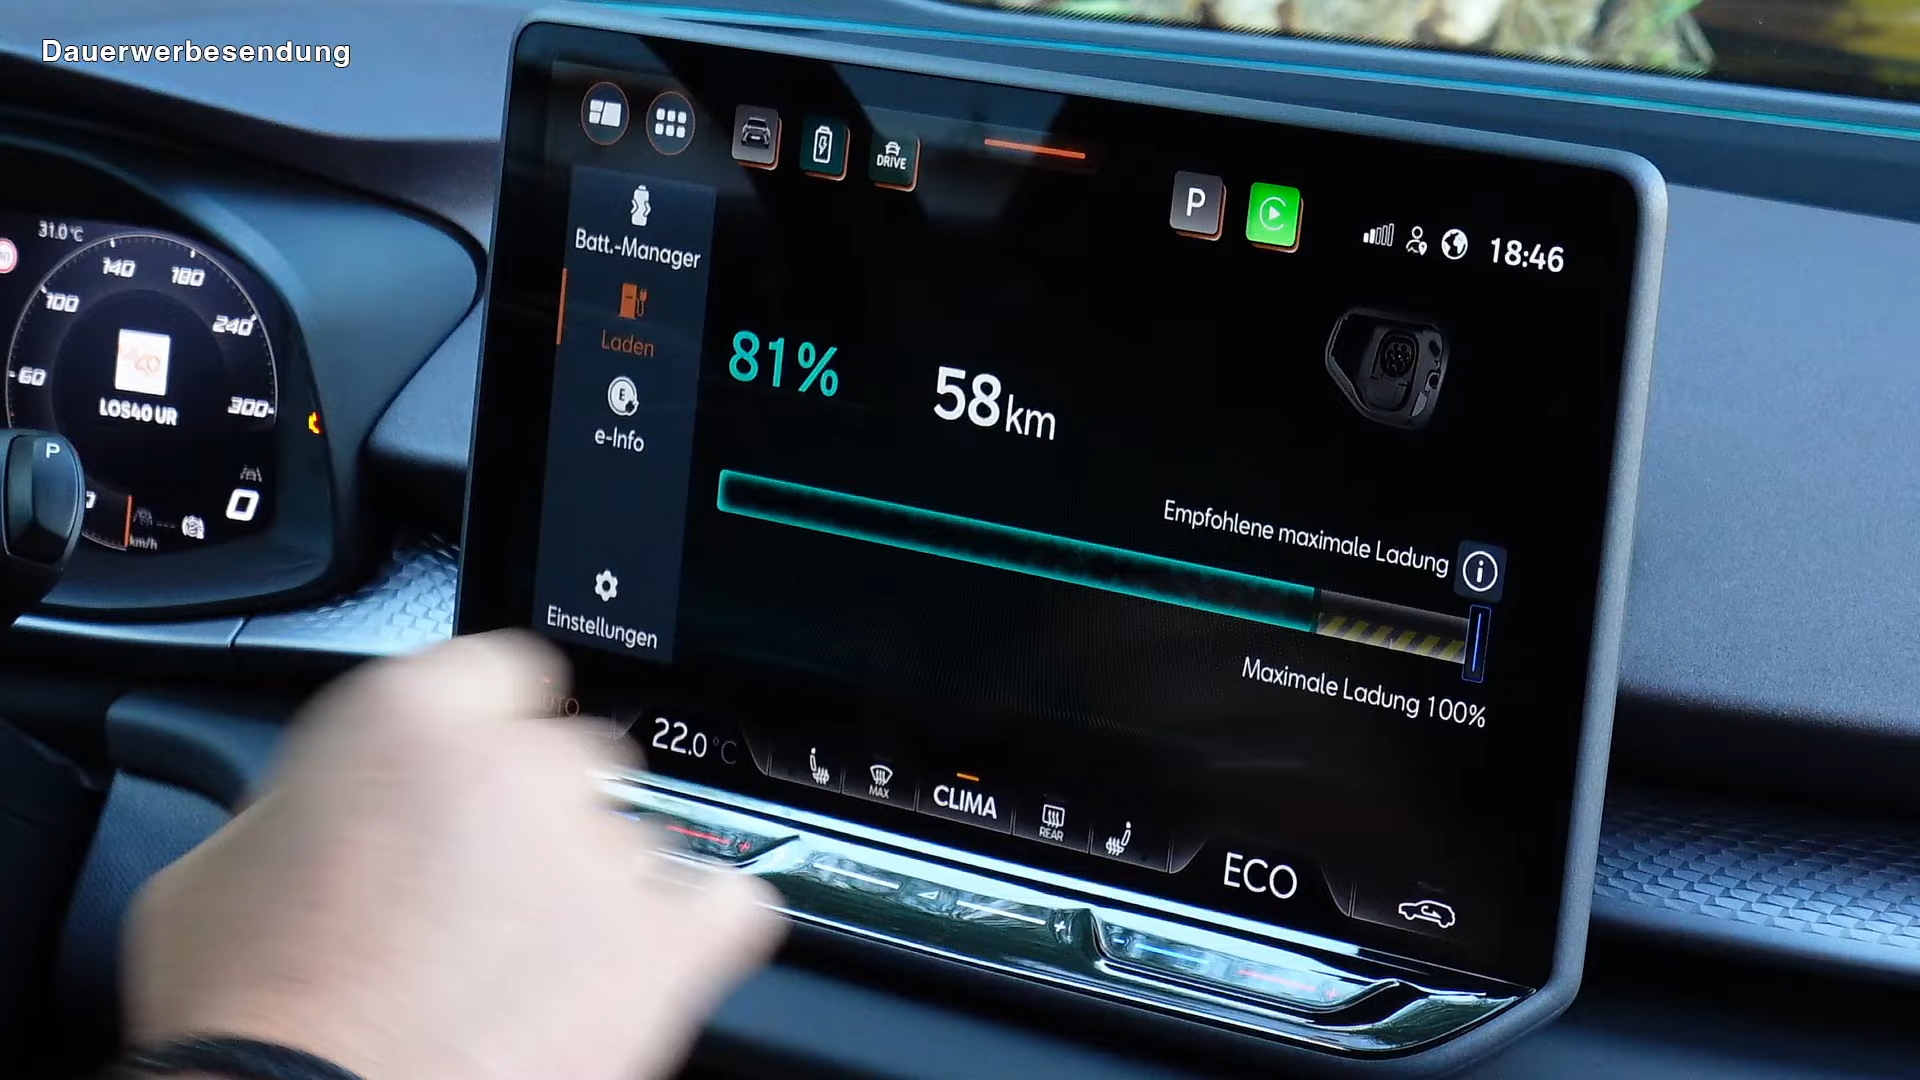 Dauerwerbesendung
31.0°C
140
180
100
240
60
300
LOS40 UR
P
0
km/h
DRIVE
P
18:46
Batt.-Manager
Laden
E
e-Info
Einstellungen
81%
58km
Empfohlene maximale Ladung
i
Maximale Ladung 100%
22.0°C
MAX
CLIMA
REAR
ECO